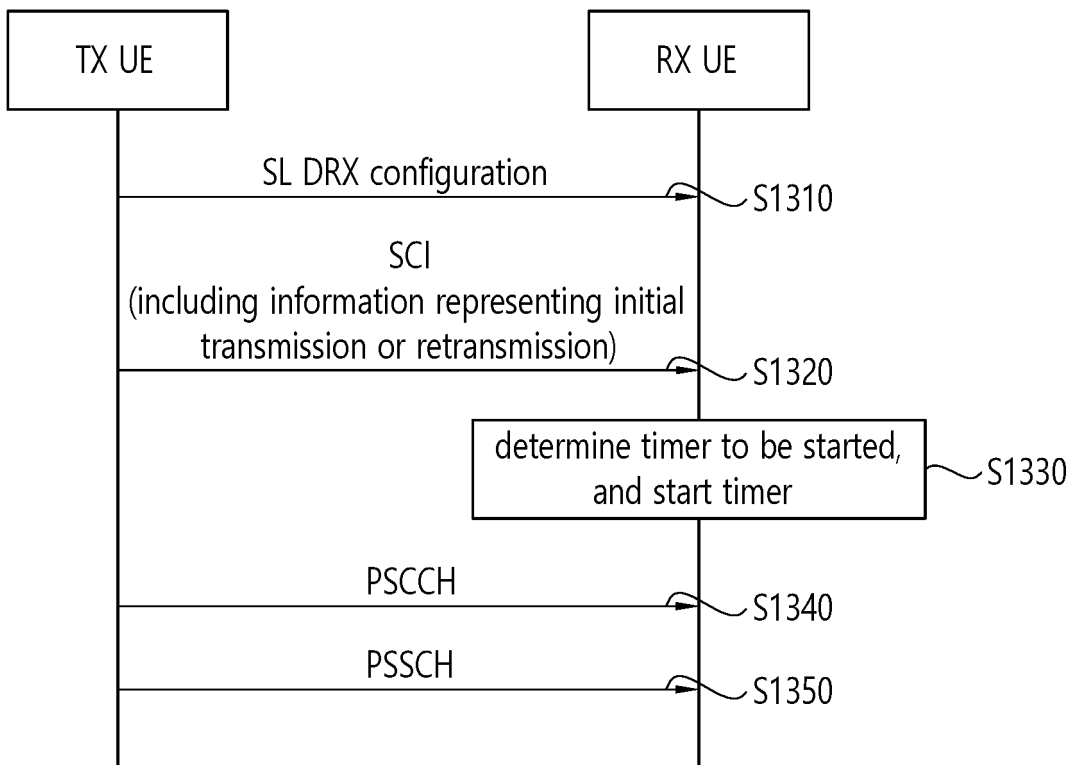 TX UE
RX UE
SL DRX configuration
S1310
SCI
(including information representing initial
transmission or retransmission)
S1320
determine timer to be started,
and start timer
S1330
PSCCH
S1340
PSSCH
S1350